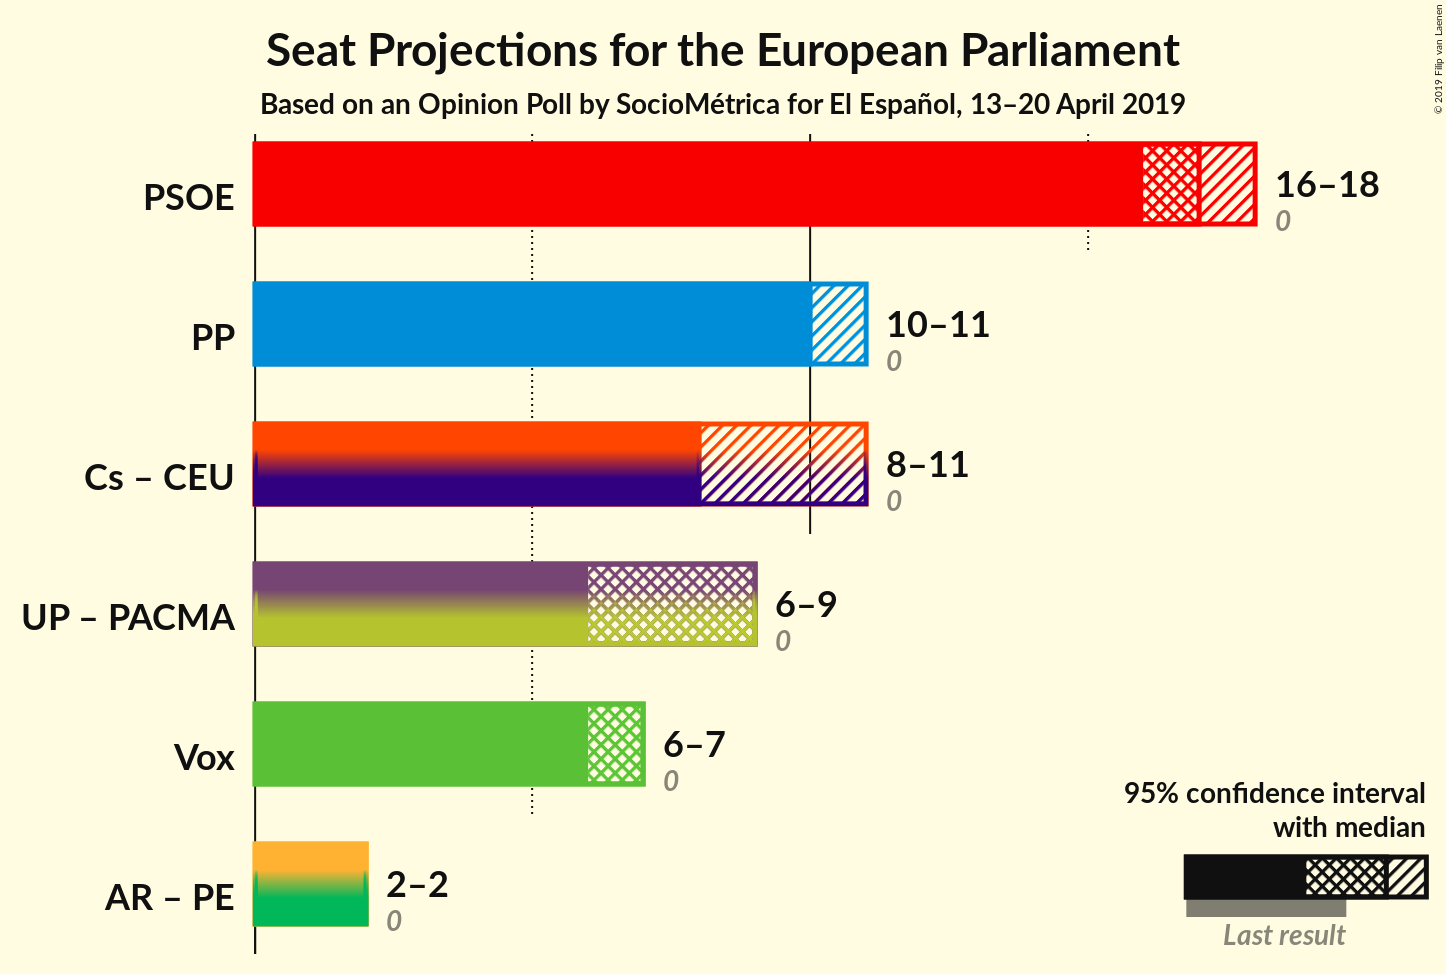 Seat Projections for the European Parliament
Based on an Opinion Poll by SocioMétrica for El Español, 13–20 April 2019
© 2019 Filip van Laenen
PSOE
16–18
0
PP
10–11
0
Cs – CEU
8–11
0
UP – PACMA
6–9
0
Vox
6–7
0
AR – PE
2–2
0
95% confidence interval
with median
Last result